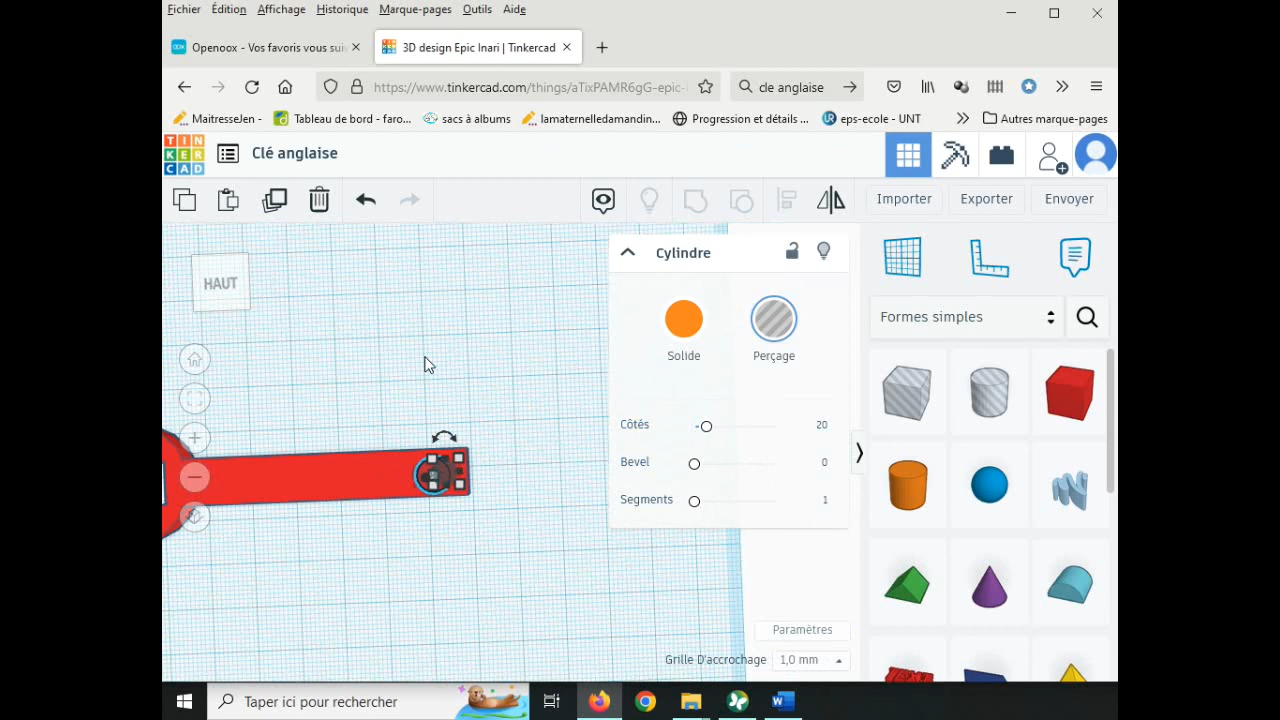 Fichier Édition Affichage Historique Marque-pages Outils Aide
Openoox - Vos favoris vous suiv
3D design Epic Inari | Tinkercad
https://www.tinkercad.com/things/aTixPAMR6gG-epic-
cle anglaise
Maitresselen - Tableau de bord - faro... sacs à albums lamaternelledamandin... Progression et détails ... eps-ecole - UNT Autres marque-pages
TIN
KER
CAD
Clé anglaise
Importer Exporter Envoyer
HAUT
Cylindre
Solide Perçage
Côtés 20
Bevel 0
Segments 1
Formes simples
Paramètres
Grille D'accrochage 1,0 mm
Taper ici pour rechercher